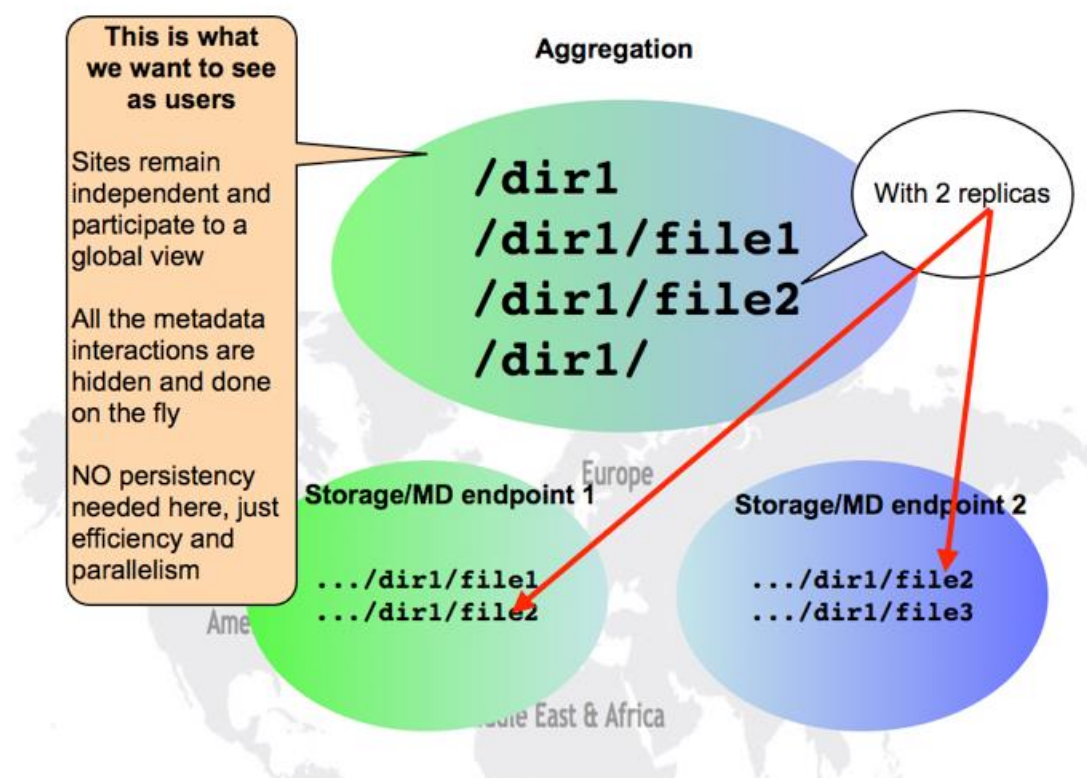 This is what
we want to see
as users
Sites remain
independent and
participate to a
global view
All the metadata
interactions are
hidden and done
on the fly
NO persistency
needed here, just
efficiency and
parallelism
Aggregation
/dir1
/dir1/file1
/dir1/file2
/dir1/
With 2 replicas
Europe
Storage/MD endpoint 1
.../dir1/file1
.../dir1/file2
Storage/MD endpoint 2
.../dir1/file2
.../dir1/file3
Ame
East & Africa